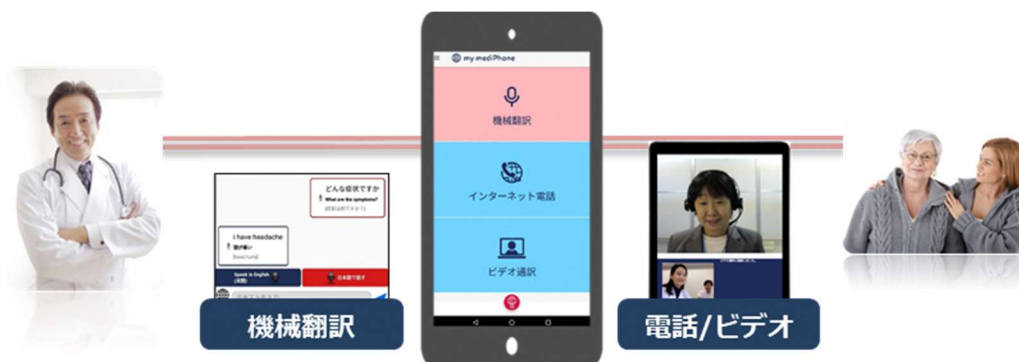 my mediPhone
機械翻訳
インターネット電話
ビデオ通訳
どんな症状ですか
What are the symptoms?
i have headache
頭が痛い
Speak in English
(英語)
日本語で話す
機械翻訳
電話/ビデオ